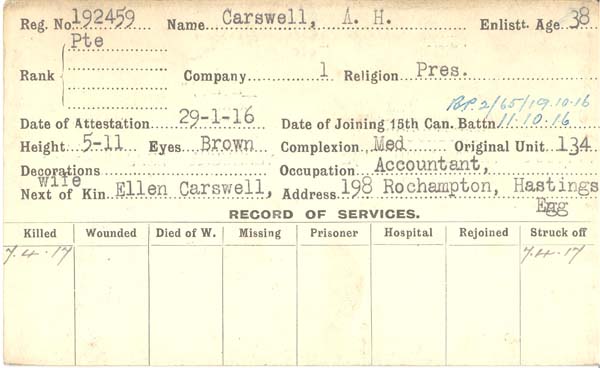 Reg. No. 192459 Name Carswell, A. H. Enlistt. Age 38
Pte
Rank Company 1 Religion Pres.
B.P. 2/65/19.10.16
Date of Attestation 29-1-16 Date of Joining 15th Can. Battn. 11.10.16
Height 5-11 Eyes Brown Complexion Med Original Unit 134
Decorations Occupation Accountant,
wife
Next of Kin Ellen Carswell, Address 198 Rochampton, Hastings
Egg
RECORD OF SERVICES.
Killed Wounded Died of W. Missing Prisoner Hospital Rejoined Struck off
7.4.17 7.4.17